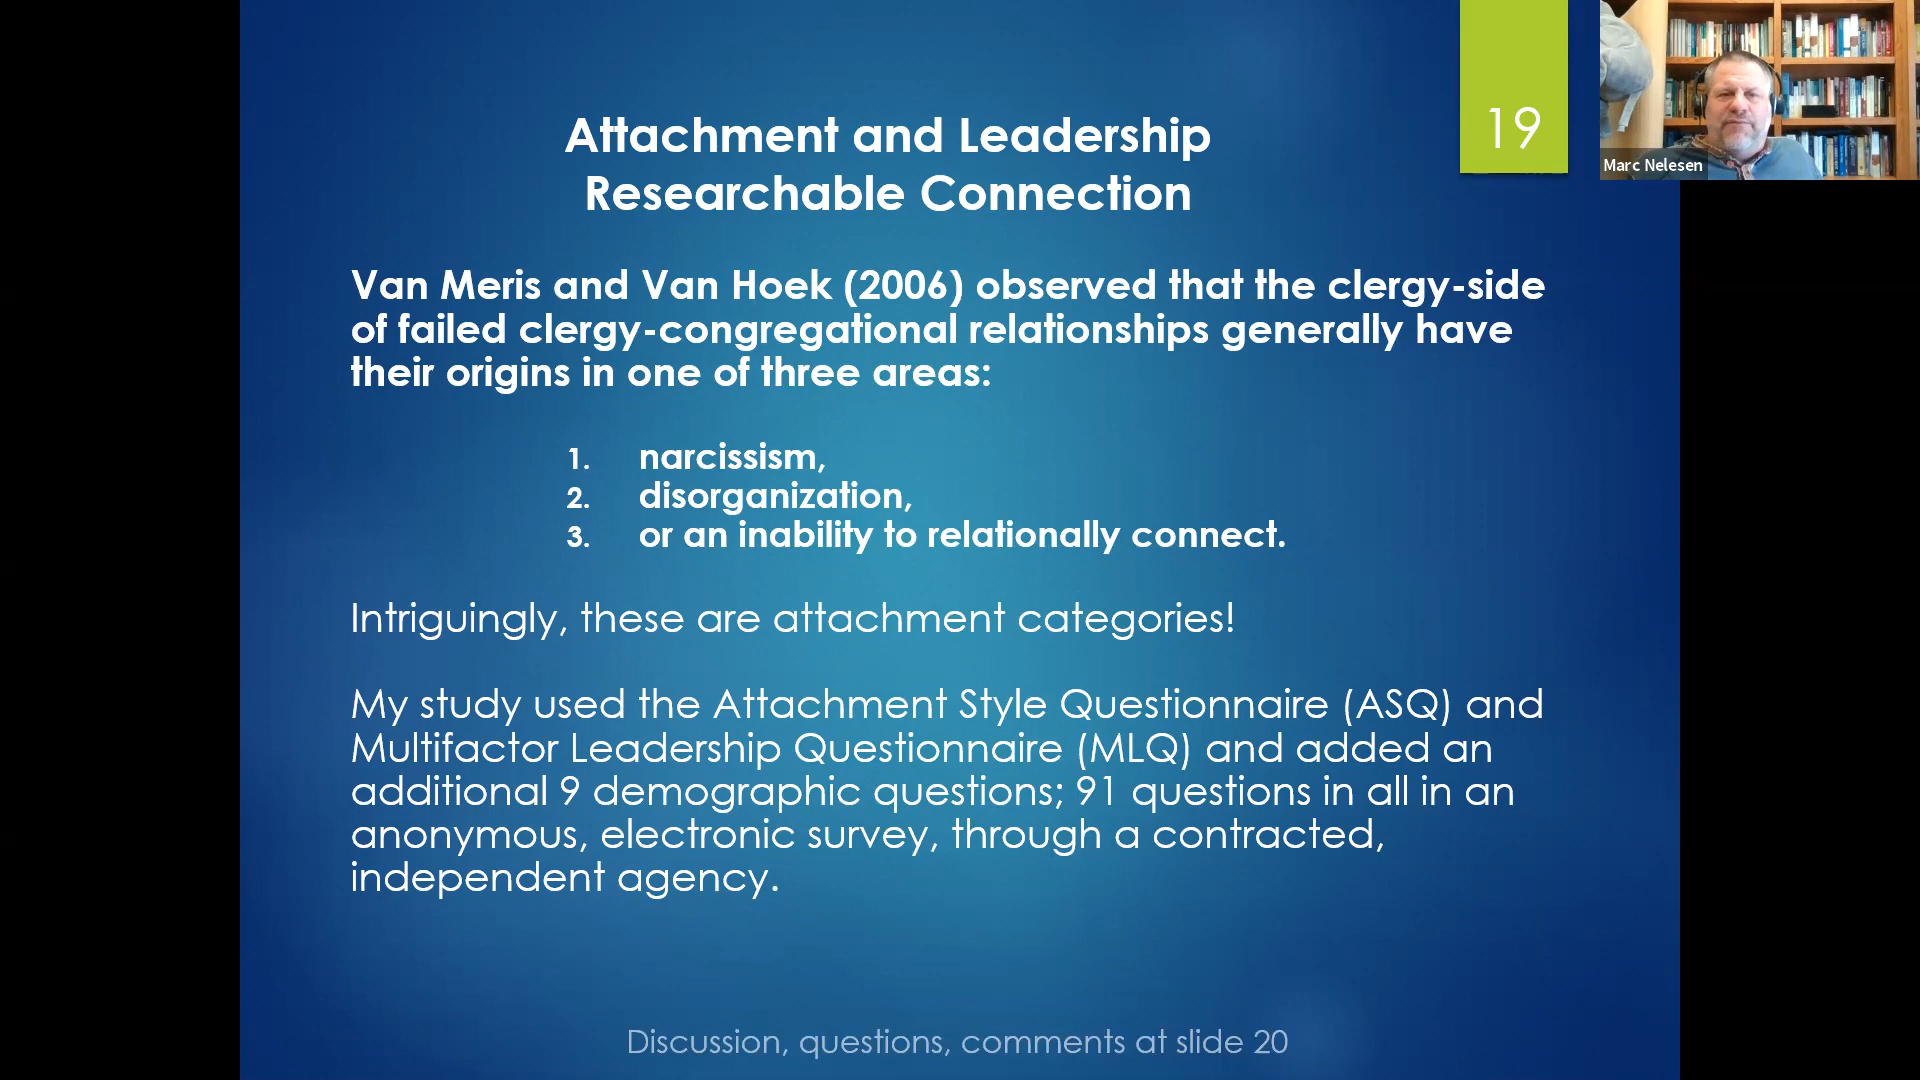 Attachment and Leadership
Researchable Connection
19
Marc Nelesen
Van Meris and Van Hoek (2006) observed that the clergy-side
of failed clergy-congregational relationships generally have
their origins in one of three areas:
1. narcissism,
2. disorganization,
3. or an inability to relationally connect.
Intriguingly, these are attachment categories!
My study used the Attachment Style Questionnaire (ASQ) and
Multifactor Leadership Questionnaire (MLQ) and added an
additional 9 demographic questions; 91 questions in all in an
anonymous, electronic survey, through a contracted,
independent agency.
Discussion, questions, comments at slide 20